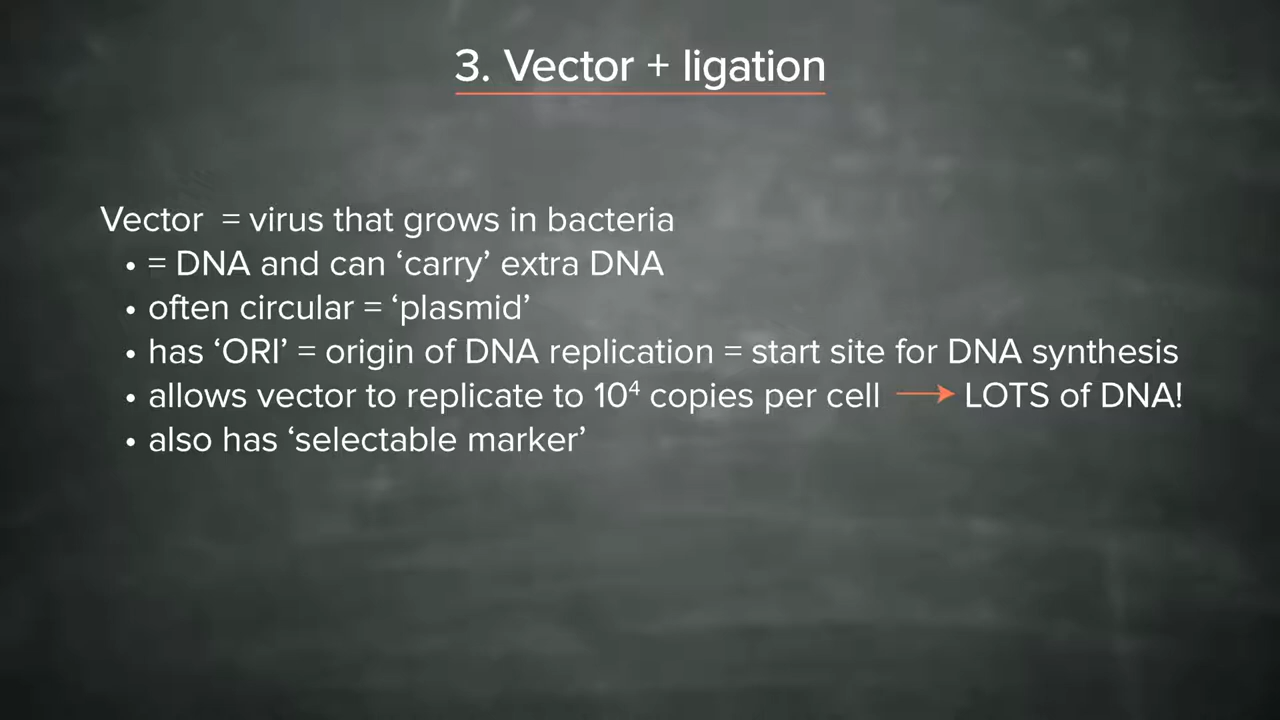 3. Vector + ligation
Vector = virus that grows in bacteria
• = DNA and can ‘carry’ extra DNA
• often circular = ‘plasmid’
• has ‘ORI’ = origin of DNA replication = start site for DNA synthesis
• allows vector to replicate to 10⁴ copies per cell → LOTS of DNA!
• also has ‘selectable marker’